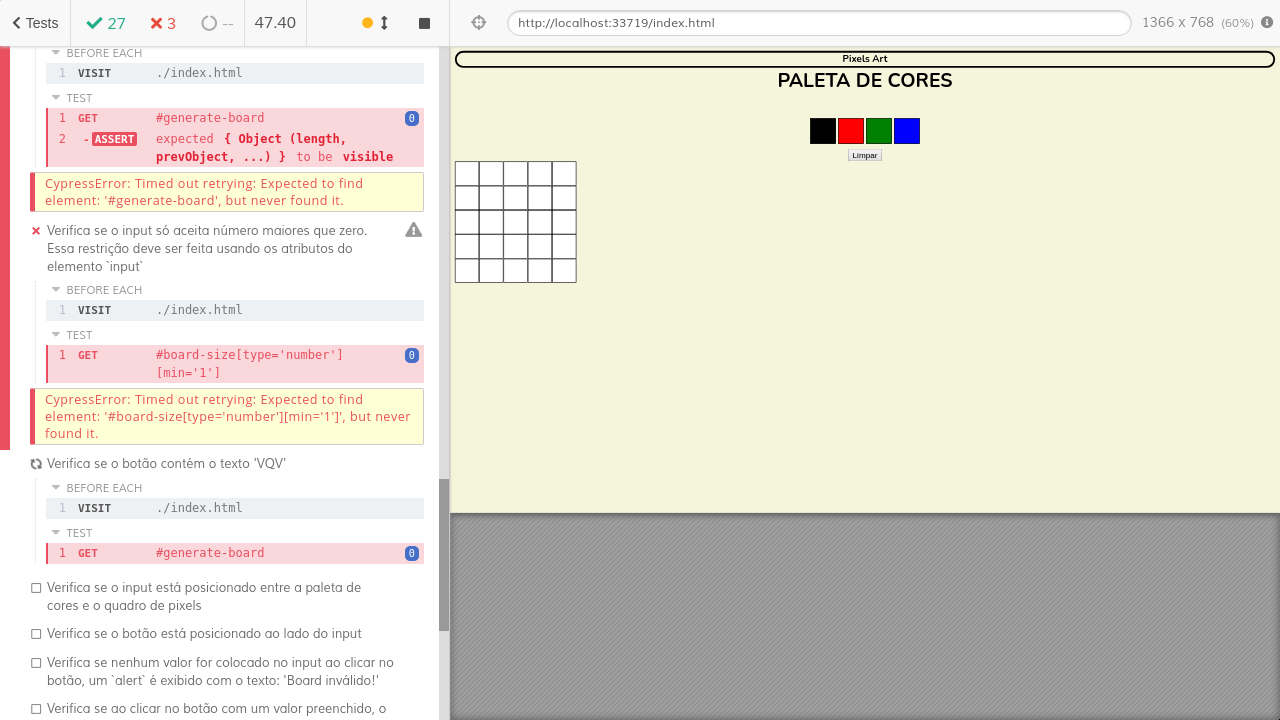 Tests
27
3
--
47.40
http://localhost:33719/index.html
1366 x 768 (60%)
BEFORE EACH
1 VISIT ./index.html
TEST
1 GET #generate-board 0
2 - ASSERT expected { Object (length,
prevObject, ...) } to be visible
CypressError: Timed out retrying: Expected to find
element: '#generate-board', but never found it.
Verifica se o input só aceita número maiores que zero.
Essa restrição deve ser feita usando os atributos do
elemento `input`
BEFORE EACH
1 VISIT ./index.html
TEST
1 GET #board-size[type='number'] 0
[min='1']
CypressError: Timed out retrying: Expected to find
element: '#board-size[type='number'][min='1']', but never
found it.
Verifica se o botão contém o texto 'VQV'
BEFORE EACH
1 VISIT ./index.html
TEST
1 GET #generate-board 0
Verifica se o input está posicionado entre a paleta de
cores e o quadro de pixels
Verifica se o botão está posicionado ao lado do input
Verifica se nenhum valor for colocado no input ao clicar no
botão, um `alert` é exibido com o texto: 'Board inválido!'
Verifica se ao clicar no botão com um valor preenchido, o
Pixels Art
PALETA DE CORES
Limpar